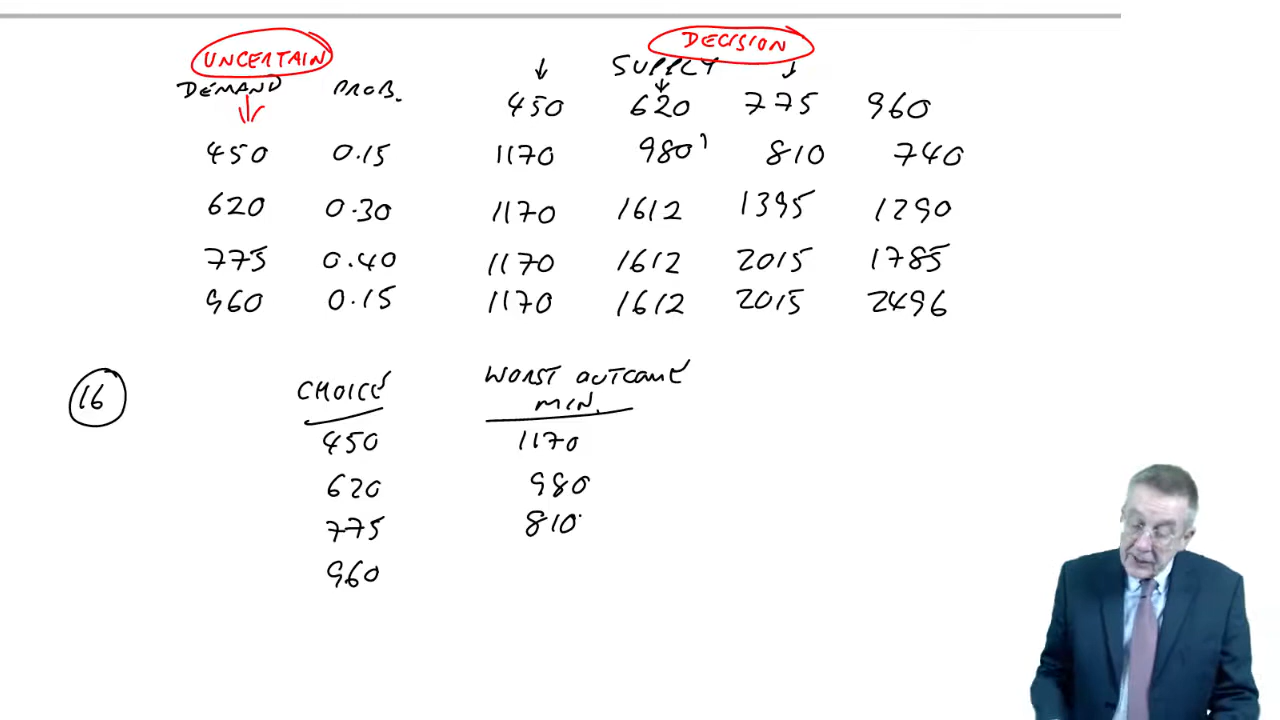 UNCERTAIN DECISION
DEMAND PROB. SUPPLY
450 620 775 960
450 0.15 1170 980 810 740
620 0.30 1170 1612 1395 1290
775 0.40 1170 1612 2015 1785
960 0.15 1170 1612 2015 2496
16 CHOICE WORST OUTCOME
MIN.
450 1170
620 980
775 810
960